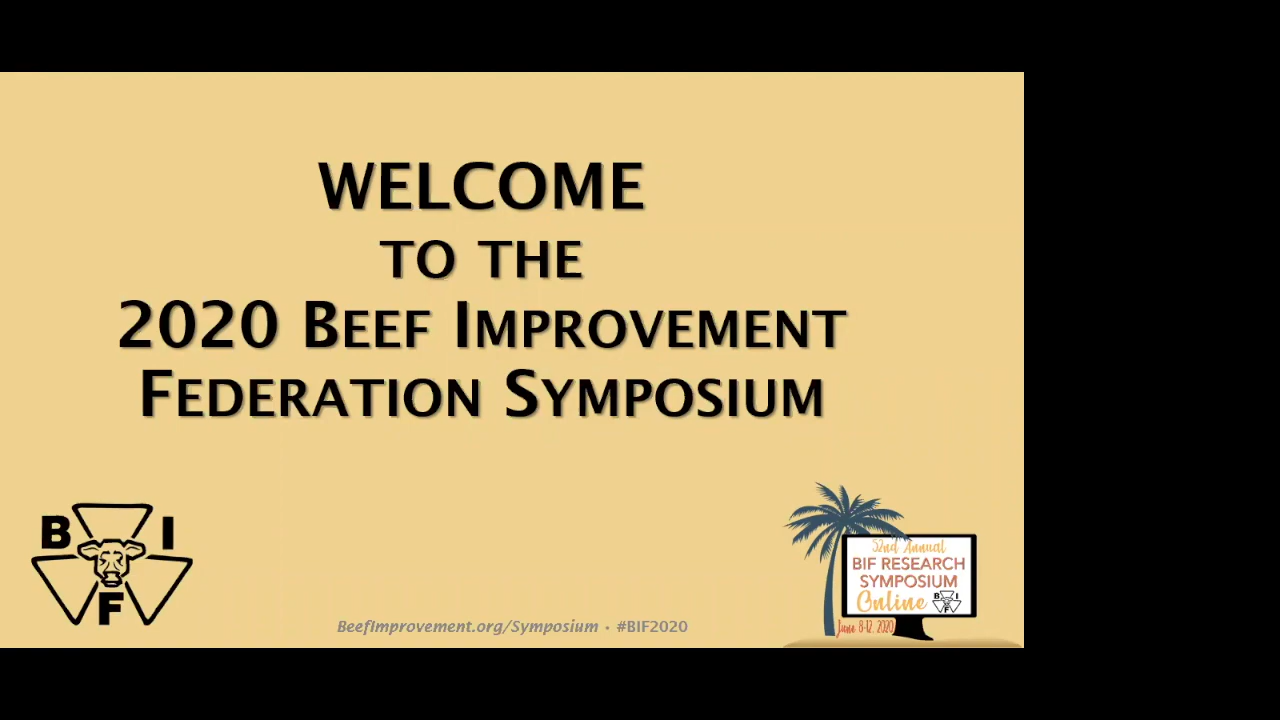 WELCOME
TO THE
2020 BEEF IMPROVEMENT
FEDERATION SYMPOSIUM
B I
F
52nd Annual
BIF RESEARCH
SYMPOSIUM
Online
B I
F
June 8-12, 2020
BeefImprovement.org/Symposium • #BIF2020